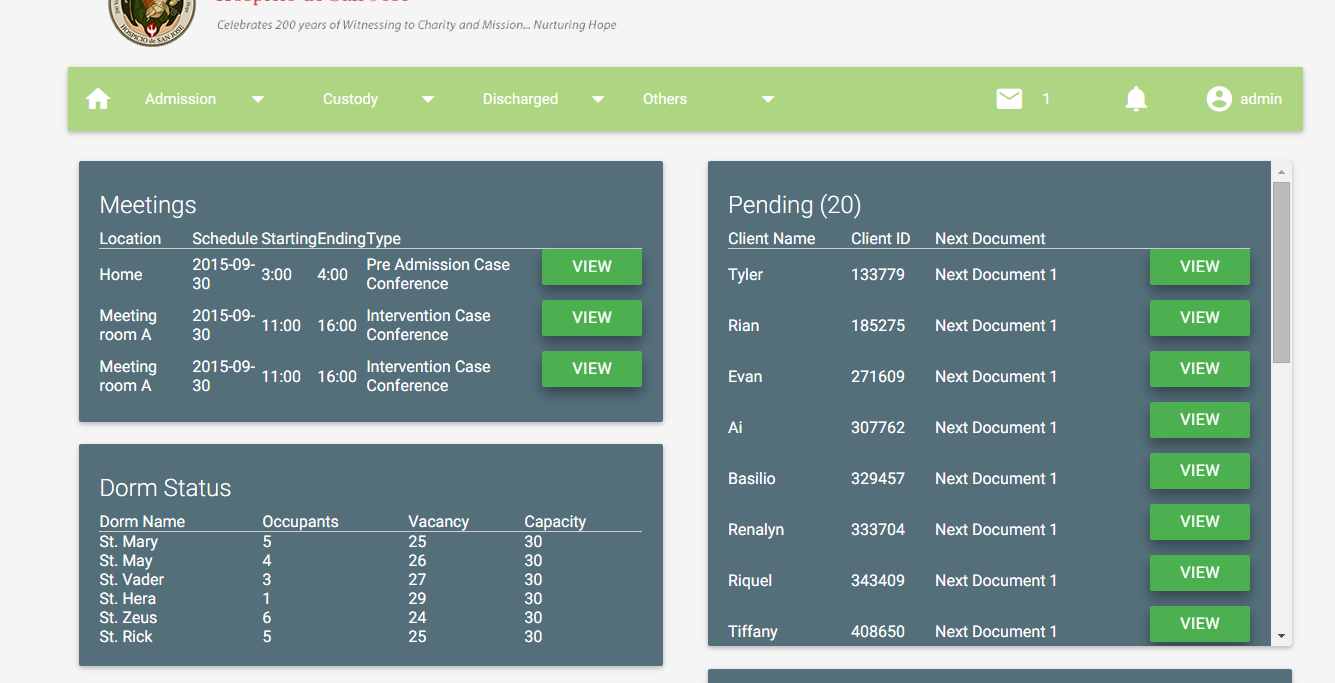 Celebrates 200 years of Witnessing to Charity and Mission... Nurturing Hope
HOSPICIO de SAN JOSE
Admission Custody Discharged Others 1 admin
Meetings
Location Schedule Starting Ending Type
Home 2015-09-30 3:00 4:00 Pre Admission Case Conference VIEW
Meeting room A 2015-09-30 11:00 16:00 Intervention Case Conference VIEW
Meeting room A 2015-09-30 11:00 16:00 Intervention Case Conference VIEW
Dorm Status
Dorm Name Occupants Vacancy Capacity
St. Mary 5 25 30
St. May 4 26 30
St. Vader 3 27 30
St. Hera 1 29 30
St. Zeus 6 24 30
St. Rick 5 25 30
Pending (20)
Client Name Client ID Next Document
Tyler 133779 Next Document 1 VIEW
Rian 185275 Next Document 1 VIEW
Evan 271609 Next Document 1 VIEW
Ai 307762 Next Document 1 VIEW
Basilio 329457 Next Document 1 VIEW
Renalyn 333704 Next Document 1 VIEW
Riquel 343409 Next Document 1 VIEW
Tiffany 408650 Next Document 1 VIEW